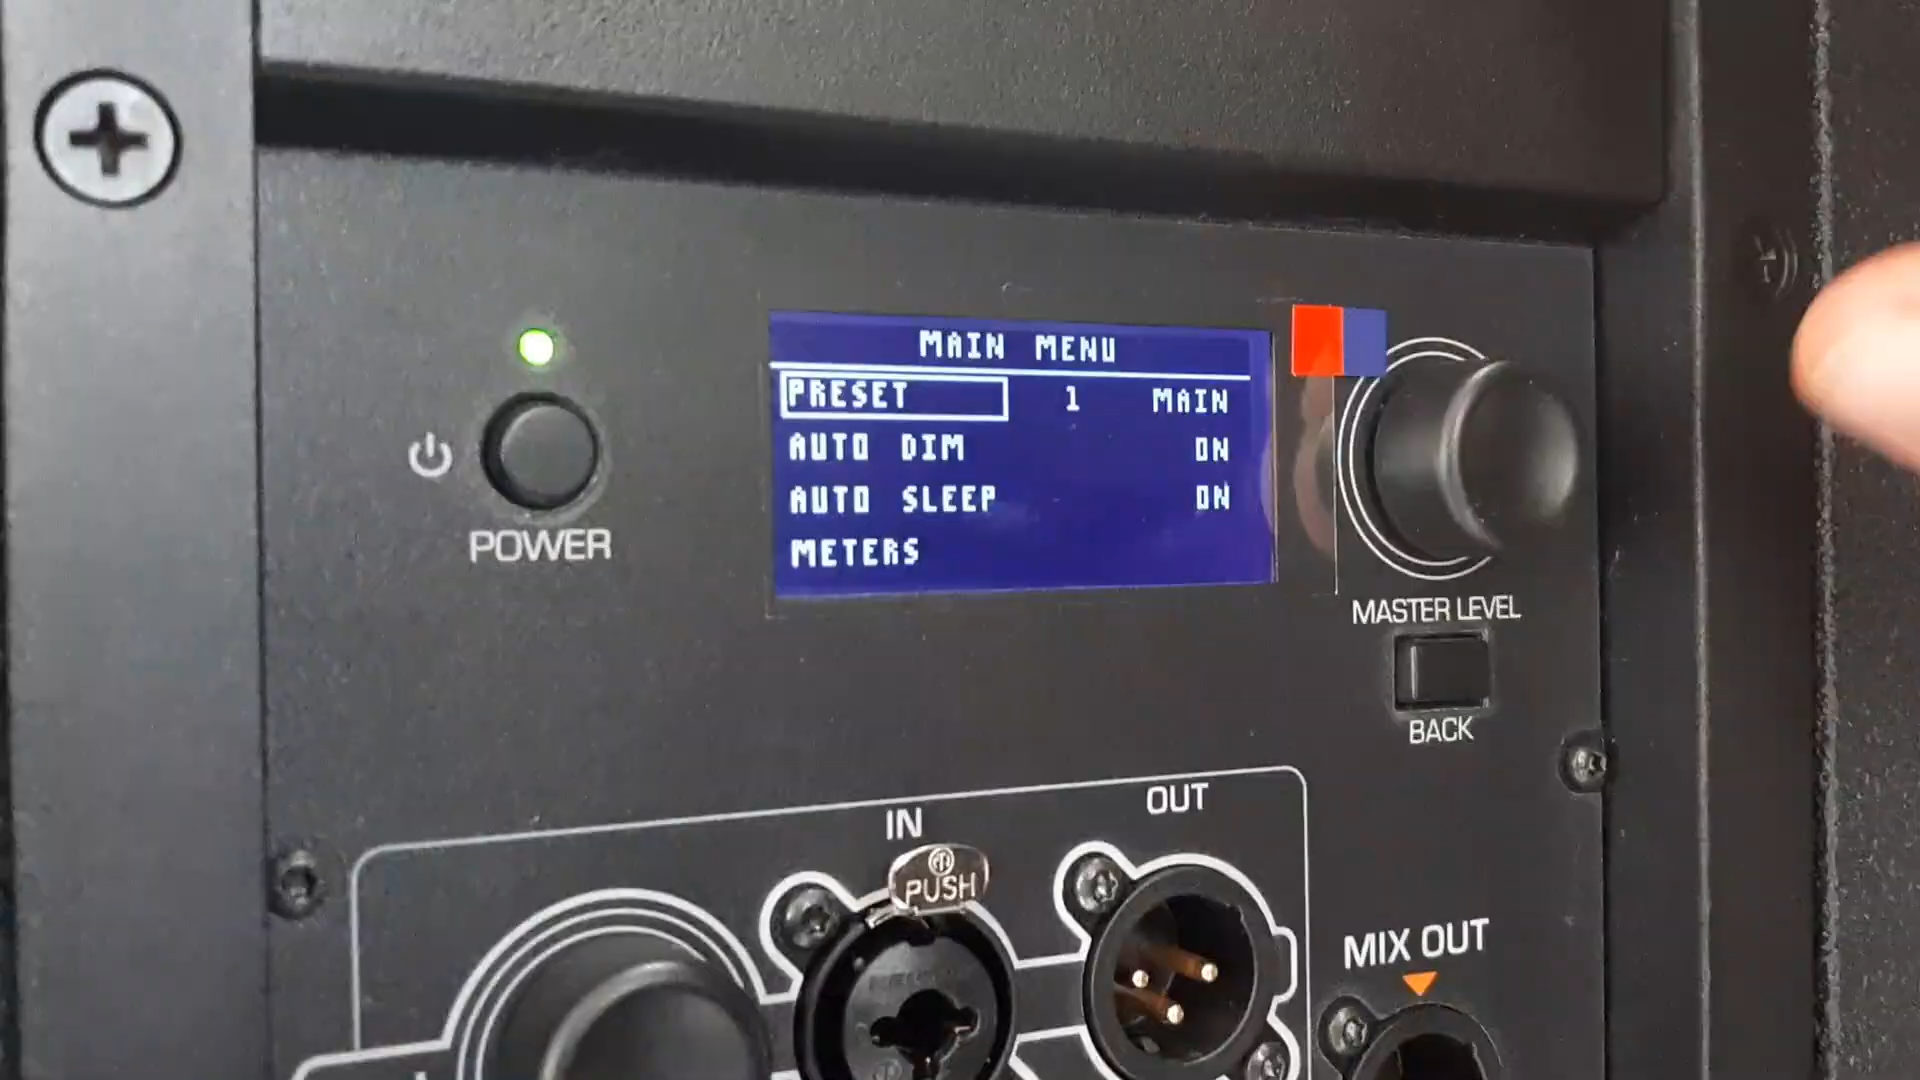 MAIN MENU
PRESET 1 MAIN
AUTO DIM ON
AUTO SLEEP ON
METERS
POWER
MASTER LEVEL
BACK
IN
OUT
PUSH
MIX OUT